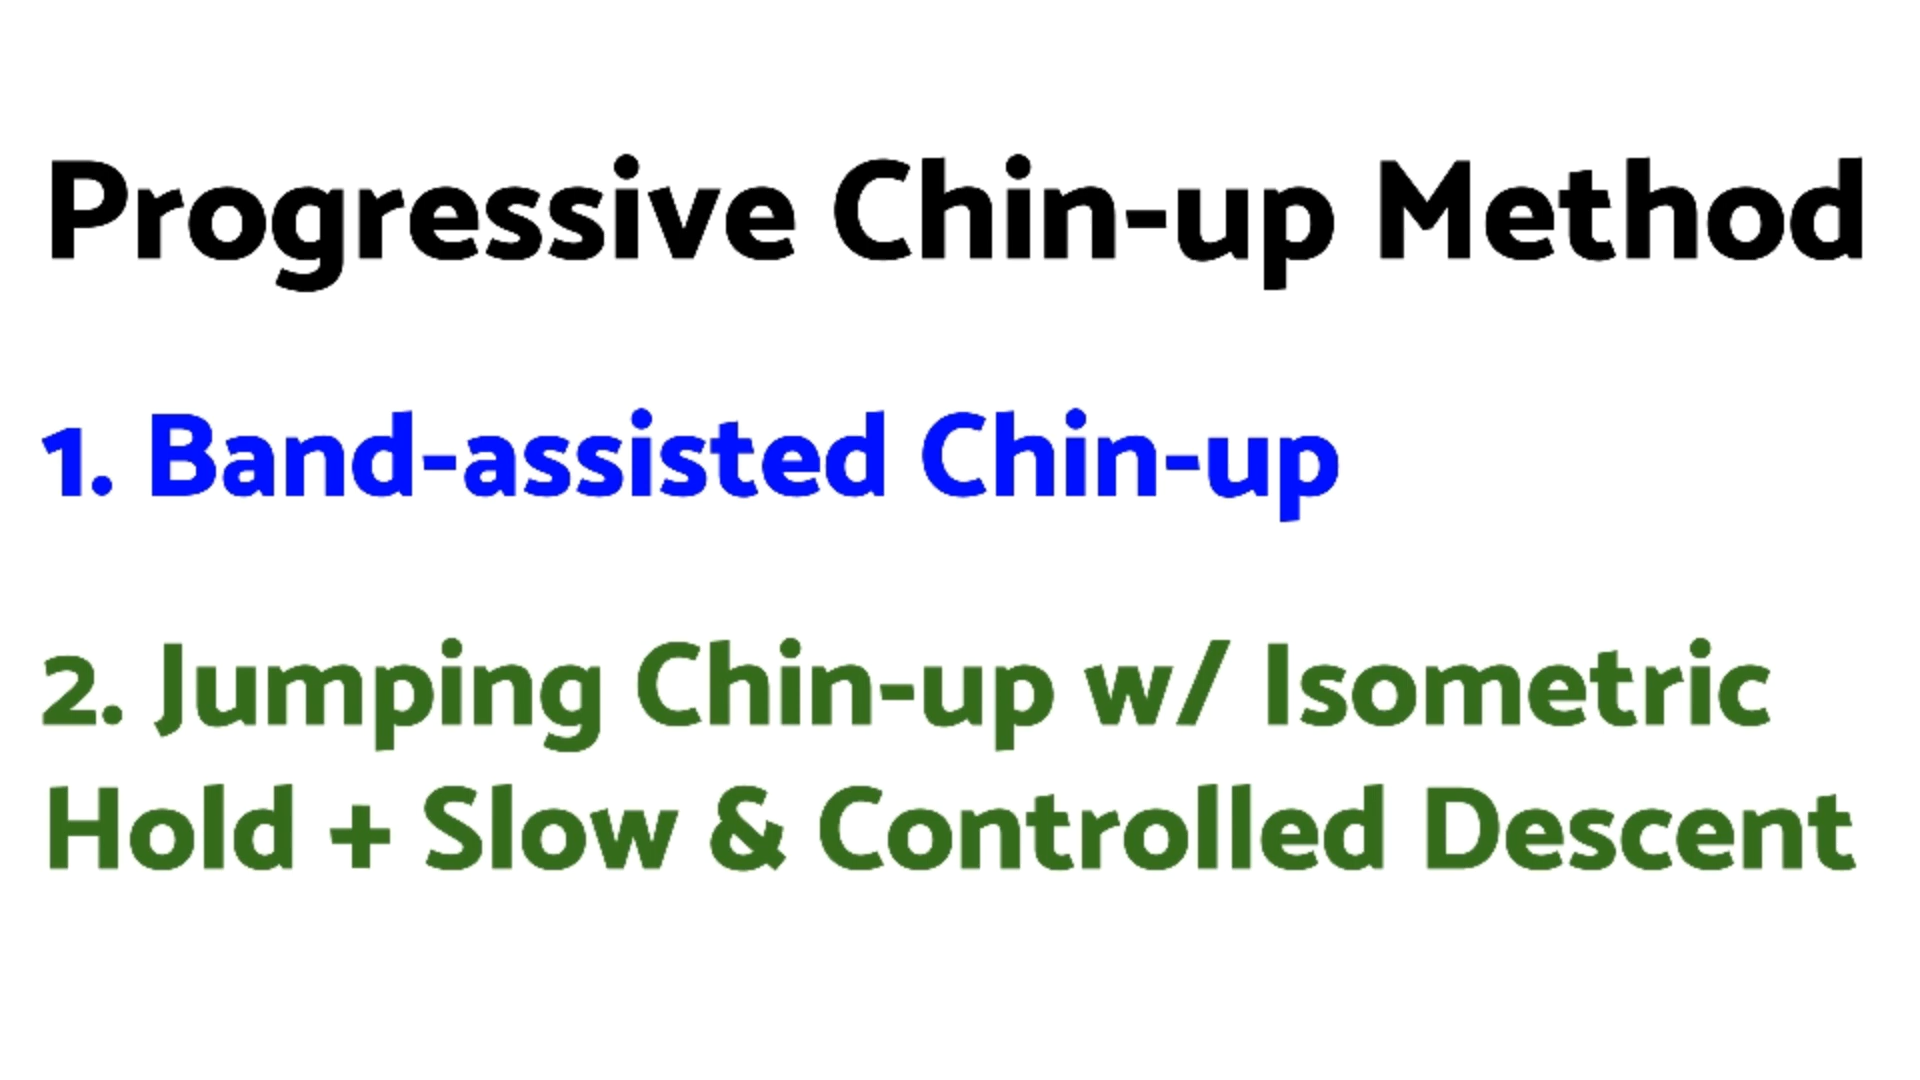 Progressive Chin-up Method
1. Band-assisted Chin-up
2. Jumping Chin-up w/ Isometric
Hold + Slow & Controlled Descent